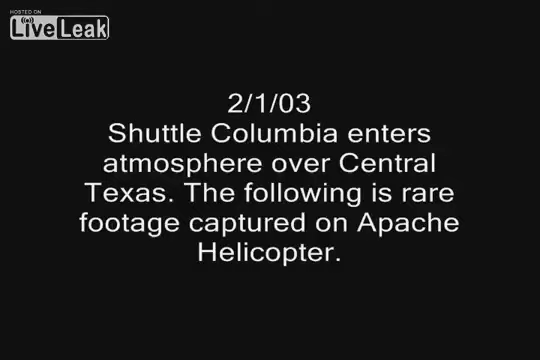 HOSTED ON
LiveLeak
2/1/03
Shuttle Columbia enters
atmosphere over Central
Texas. The following is rare
footage captured on Apache
Helicopter.